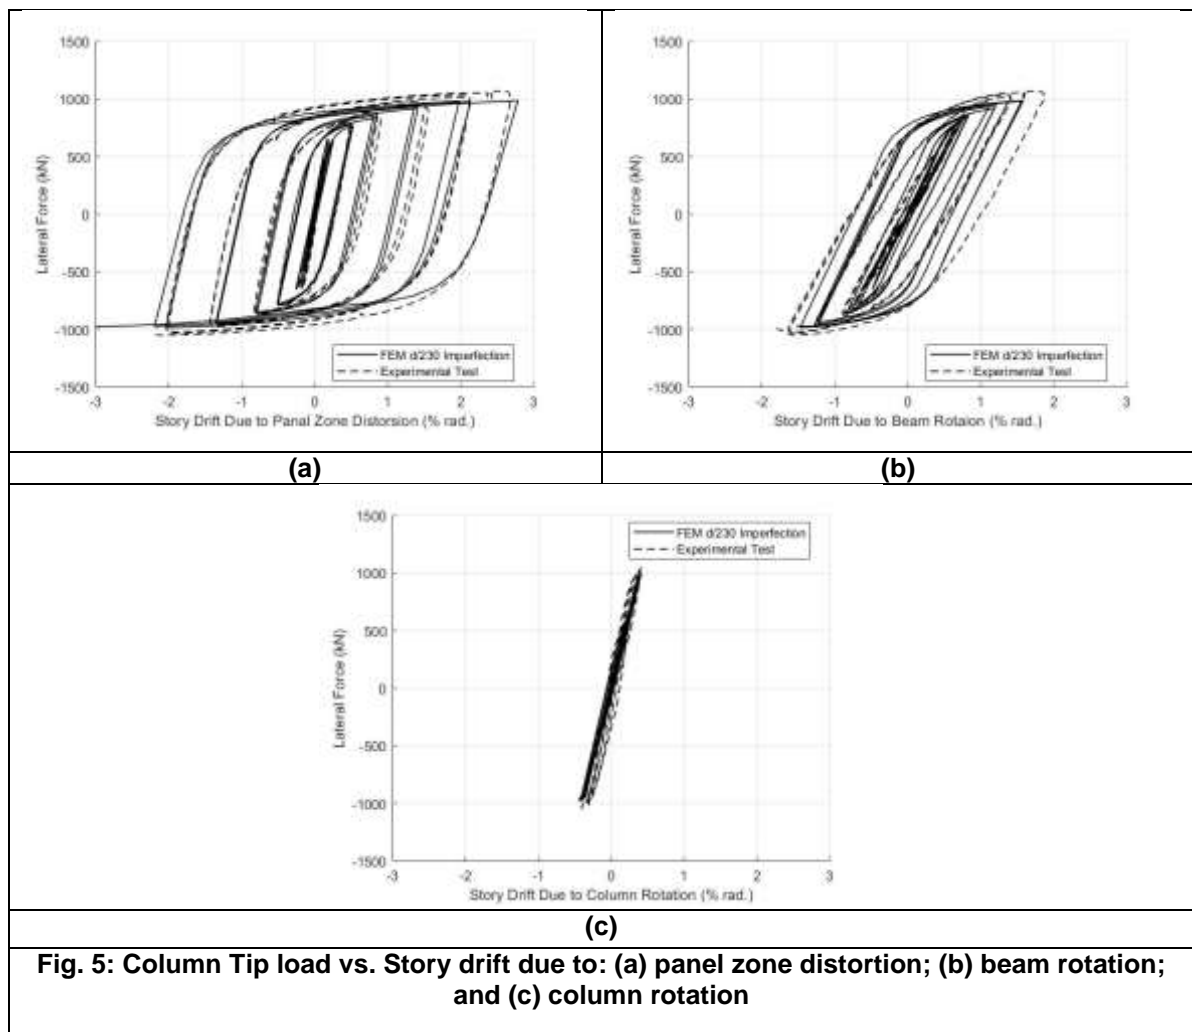 1500
1000
500
0
-500
-1000
-1500
Lateral Force (kN)
FEM d/230 Imperfection
Experimental Test
-3 -2 -1 0 1 2 3
Story Drift Due to Panal Zone Distorsion (% rad.)
(a)
1500
1000
500
0
-500
-1000
-1500
Lateral Force (kN)
FEM d/230 Imperfection
Experimental Test
-3 -2 -1 0 1 2 3
Story Drift Due to Beam Rotaion (% rad.)
(b)
1500
1000
500
0
-500
-1000
-1500
Lateral Force (kN)
FEM d/230 Imperfection
Experimental Test
-3 -2 -1 0 1 2 3
Story Drift Due to Column Rotation (% rad.)
(c)
Fig. 5: Column Tip load vs. Story drift due to: (a) panel zone distortion; (b) beam rotation;
and (c) column rotation